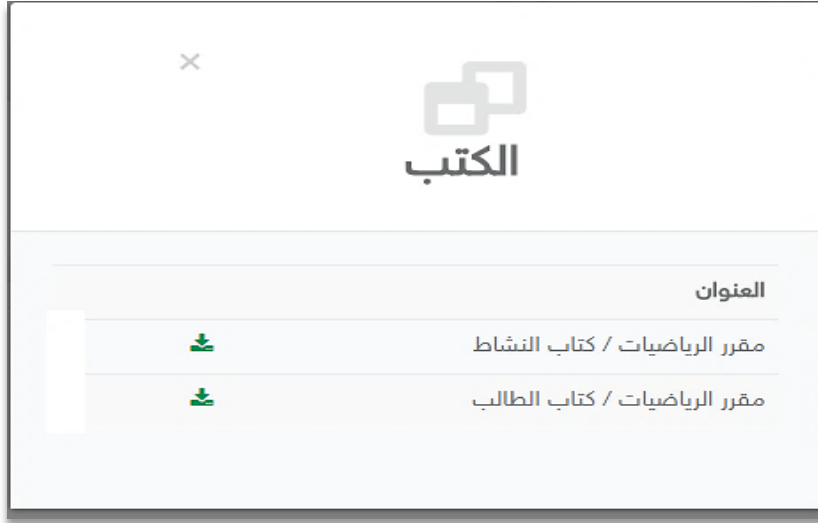 الكتب
العنوان
مقرر الرياضيات / كتاب النشاط
مقرر الرياضيات / كتاب الطالب